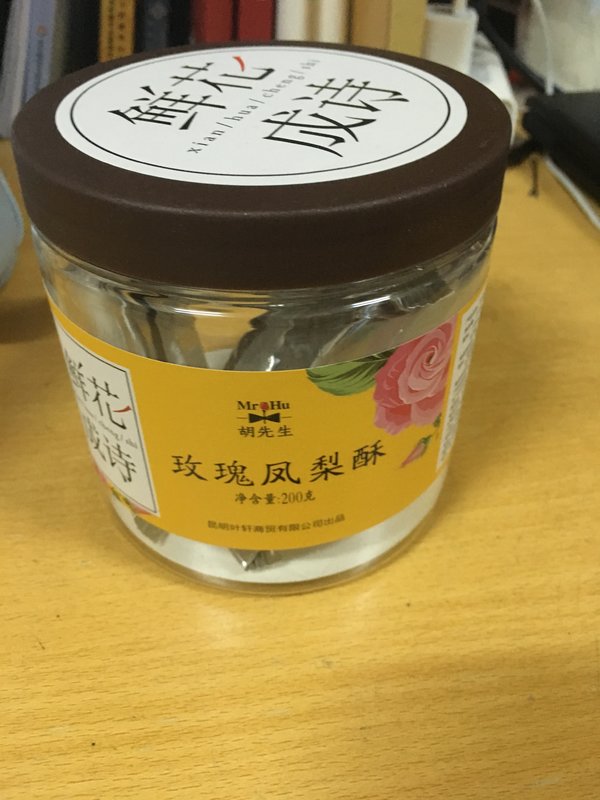 鲜花
成诗
xian/hua/cheng/shi
鲜花
成诗
Mr Hu
胡先生
玫瑰凤梨酥
净含量:200克
昆明叶轩商贸有限公司出品